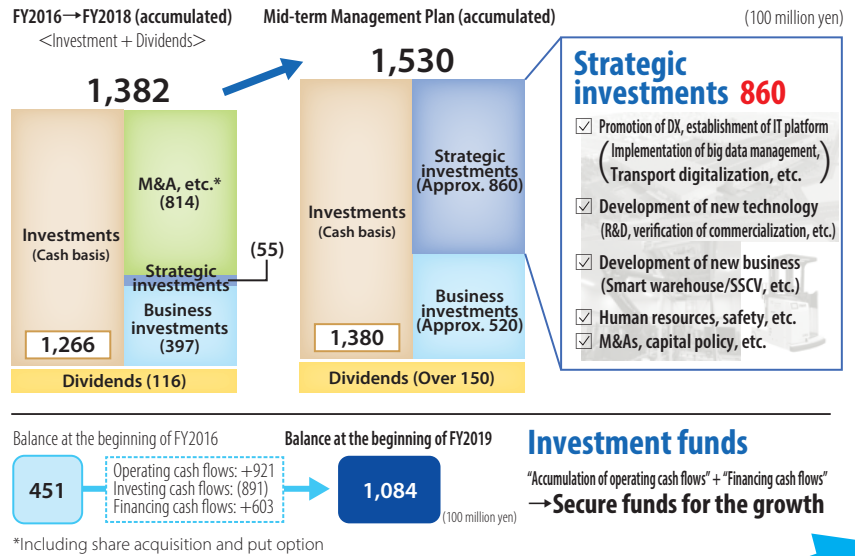 FY2016→FY2018 (accumulated)
<Investment + Dividends>
1,382
Investments
(Cash basis)
1,266
M&A, etc.*
(814)
Strategic
investments
(55)
Business
investments
(397)
Dividends (116)
Mid-term Management Plan (accumulated)
1,530
Investments
(Cash basis)
1,380
Strategic
investments
(Approx. 860)
Business
investments
(Approx. 520)
Dividends (Over 150)
(100 million yen)
Strategic
investments 860
☑ Promotion of DX, establishment of IT platform
(Implementation of big data management,
Transport digitalization, etc.)
☑ Development of new technology
(R&D, verification of commercialization, etc.)
☑ Development of new business
(Smart warehouse/SSCV, etc.)
☑ Human resources, safety, etc.
☑ M&As, capital policy, etc.
Balance at the beginning of FY2016
451
Operating cash flows: +921
Investing cash flows: (891)
Financing cash flows: +603
Balance at the beginning of FY2019
1,084
(100 million yen)
Investment funds
“Accumulation of operating cash flows” + “Financing cash flows”
→Secure funds for the growth
*Including share acquisition and put option